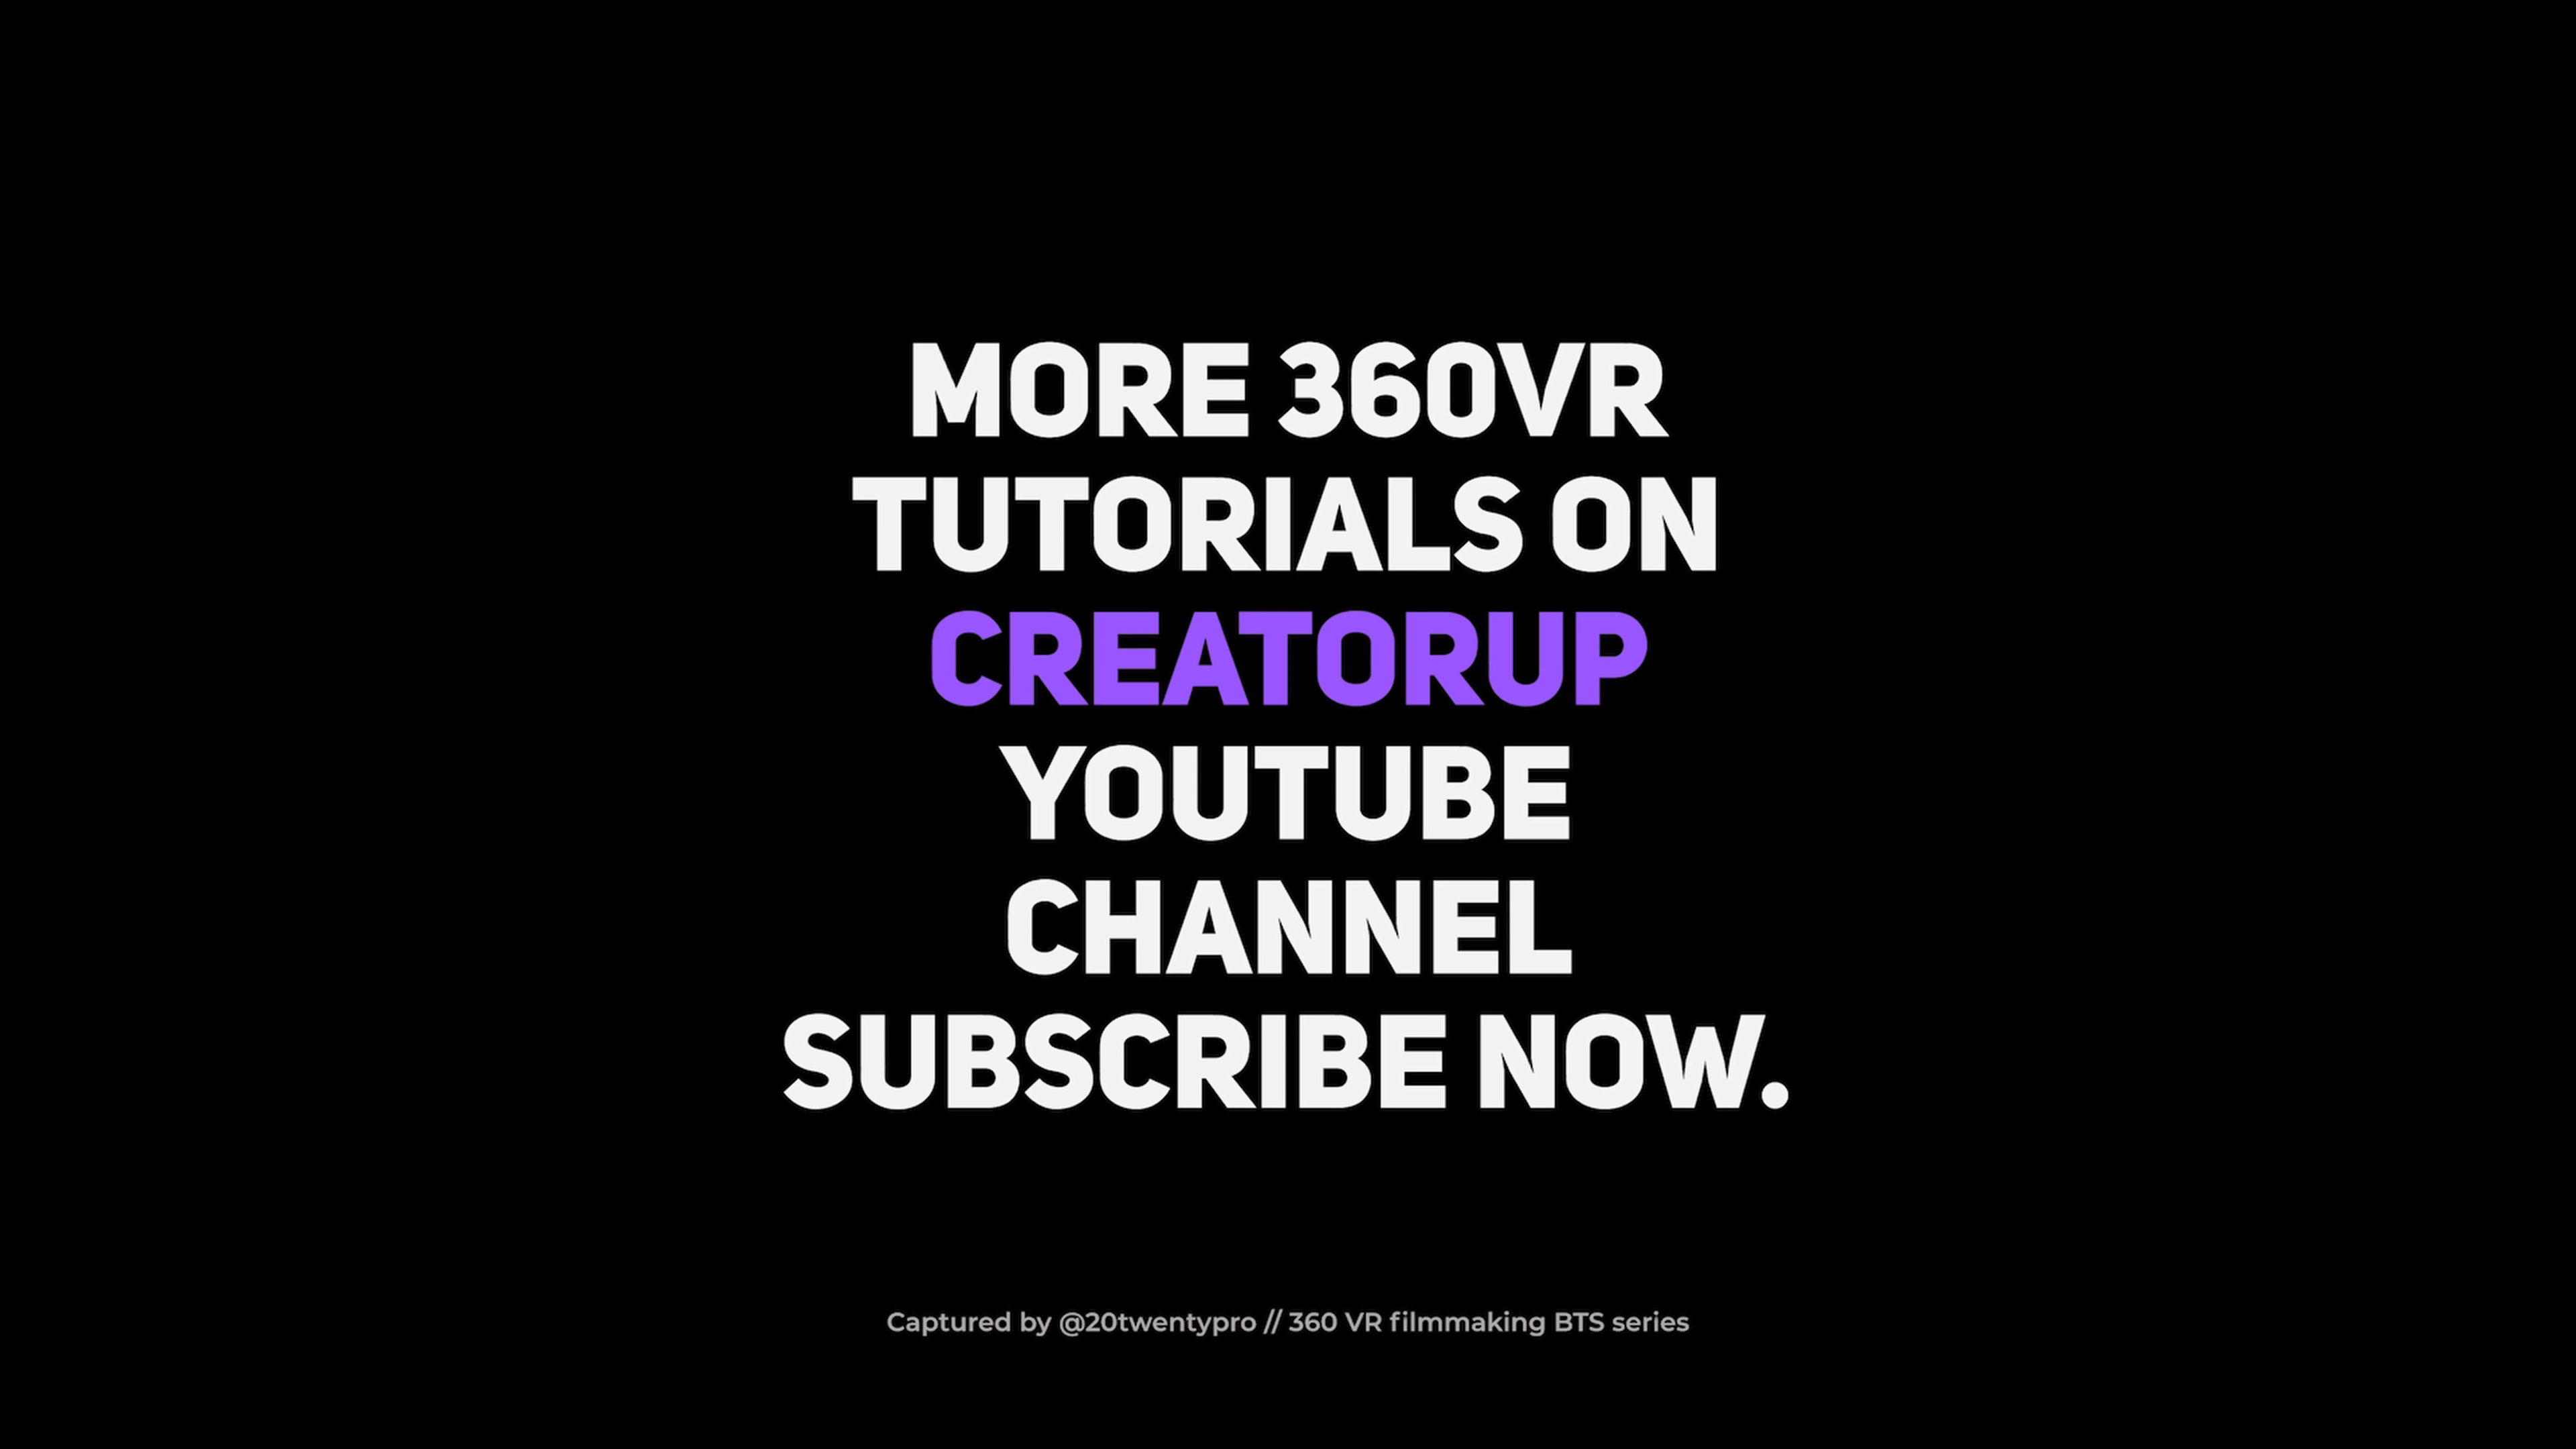 MORE 360VR
TUTORIALS ON
CREATORUP
YOUTUBE
CHANNEL
SUBSCRIBE NOW.
Captured by @20twentypro // 360 VR filmmaking BTS series